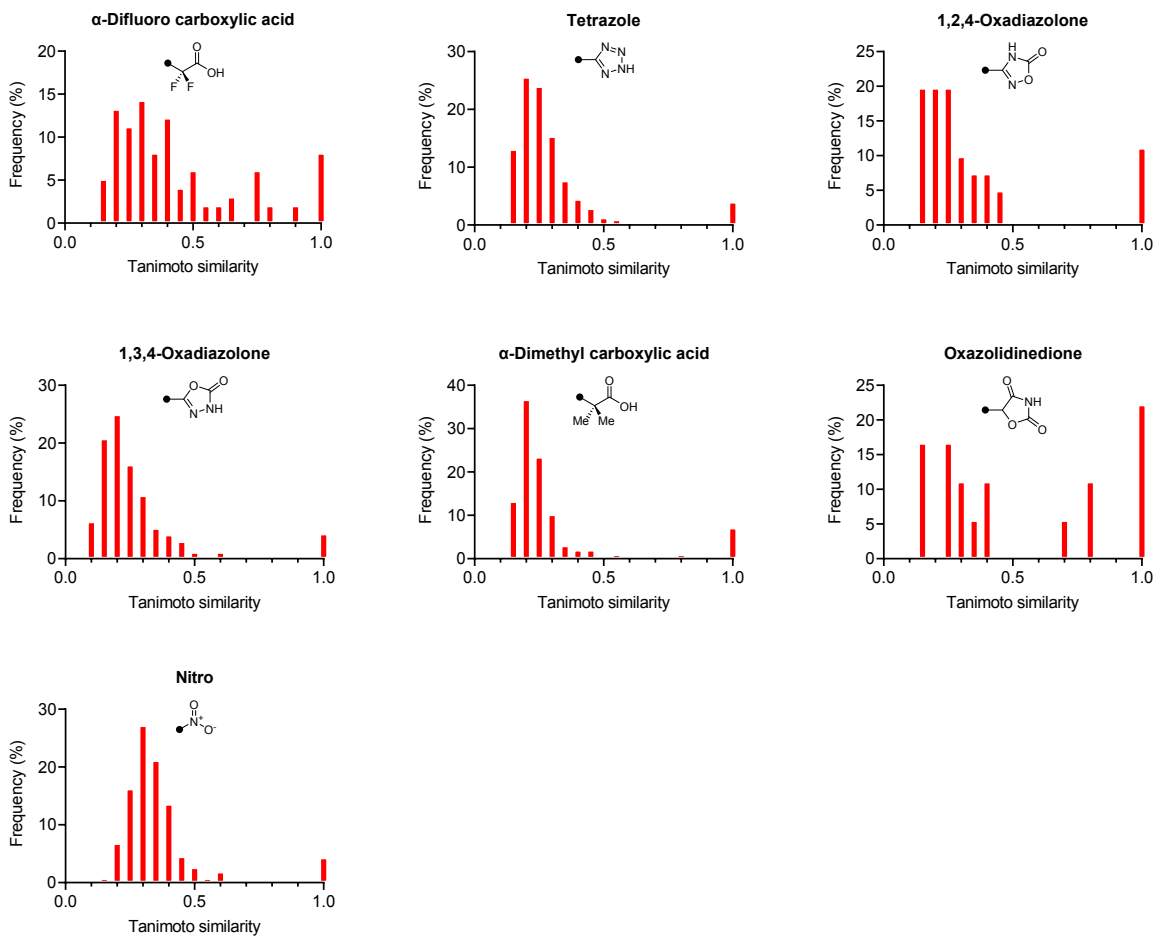 α-Difluoro carboxylic acid
20
15
10
5
0
0.0 0.5 1.0
Frequency (%)
Tanimoto similarity
O
OH
F F
Tetrazole
30
20
10
0
0.0 0.5 1.0
Frequency (%)
Tanimoto similarity
N N
N NH
1,2,4-Oxadiazolone
25
20
15
10
5
0
0.0 0.5 1.0
Frequency (%)
Tanimoto similarity
H
N O
N O
1,3,4-Oxadiazolone
30
20
10
0
0.0 0.5 1.0
Frequency (%)
Tanimoto similarity
O O
N NH
α-Dimethyl carboxylic acid
40
30
20
10
0
0.0 0.5 1.0
Frequency (%)
Tanimoto similarity
O
OH
Me Me
Oxazolidinedione
25
20
15
10
5
0
0.0 0.5 1.0
Frequency (%)
Tanimoto similarity
O
NH
O O
Nitro
30
20
10
0
0.0 0.5 1.0
Frequency (%)
Tanimoto similarity
O
N+ O-